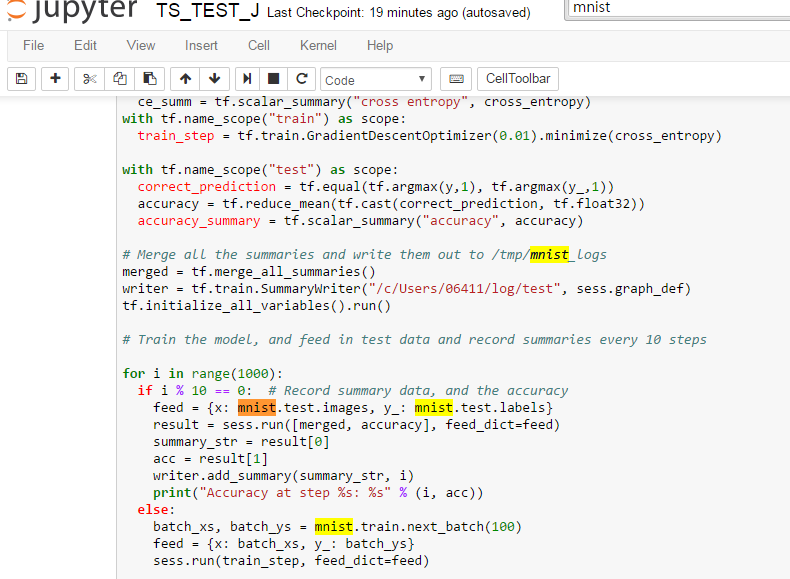 jupyter TS_TEST_J Last Checkpoint: 19 minutes ago (autosaved) mnist
File Edit View Insert Cell Kernel Help
Code CellToolbar
ce_summ = tf.scalar_summary("cross entropy", cross_entropy)
with tf.name_scope("train") as scope:
train_step = tf.train.GradientDescentOptimizer(0.01).minimize(cross_entropy)
with tf.name_scope("test") as scope:
correct_prediction = tf.equal(tf.argmax(y,1), tf.argmax(y_,1))
accuracy = tf.reduce_mean(tf.cast(correct_prediction, tf.float32))
accuracy_summary = tf.scalar_summary("accuracy", accuracy)
# Merge all the summaries and write them out to /tmp/mnist_logs
merged = tf.merge_all_summaries()
writer = tf.train.SummaryWriter("/c/Users/06411/log/test", sess.graph_def)
tf.initialize_all_variables().run()
# Train the model, and feed in test data and record summaries every 10 steps
for i in range(1000):
if i % 10 == 0:  # Record summary data, and the accuracy
feed = {x: mnist.test.images, y_: mnist.test.labels}
result = sess.run([merged, accuracy], feed_dict=feed)
summary_str = result[0]
acc = result[1]
writer.add_summary(summary_str, i)
print("Accuracy at step %s: %s" % (i, acc))
else:
batch_xs, batch_ys = mnist.train.next_batch(100)
feed = {x: batch_xs, y_: batch_ys}
sess.run(train_step, feed_dict=feed)